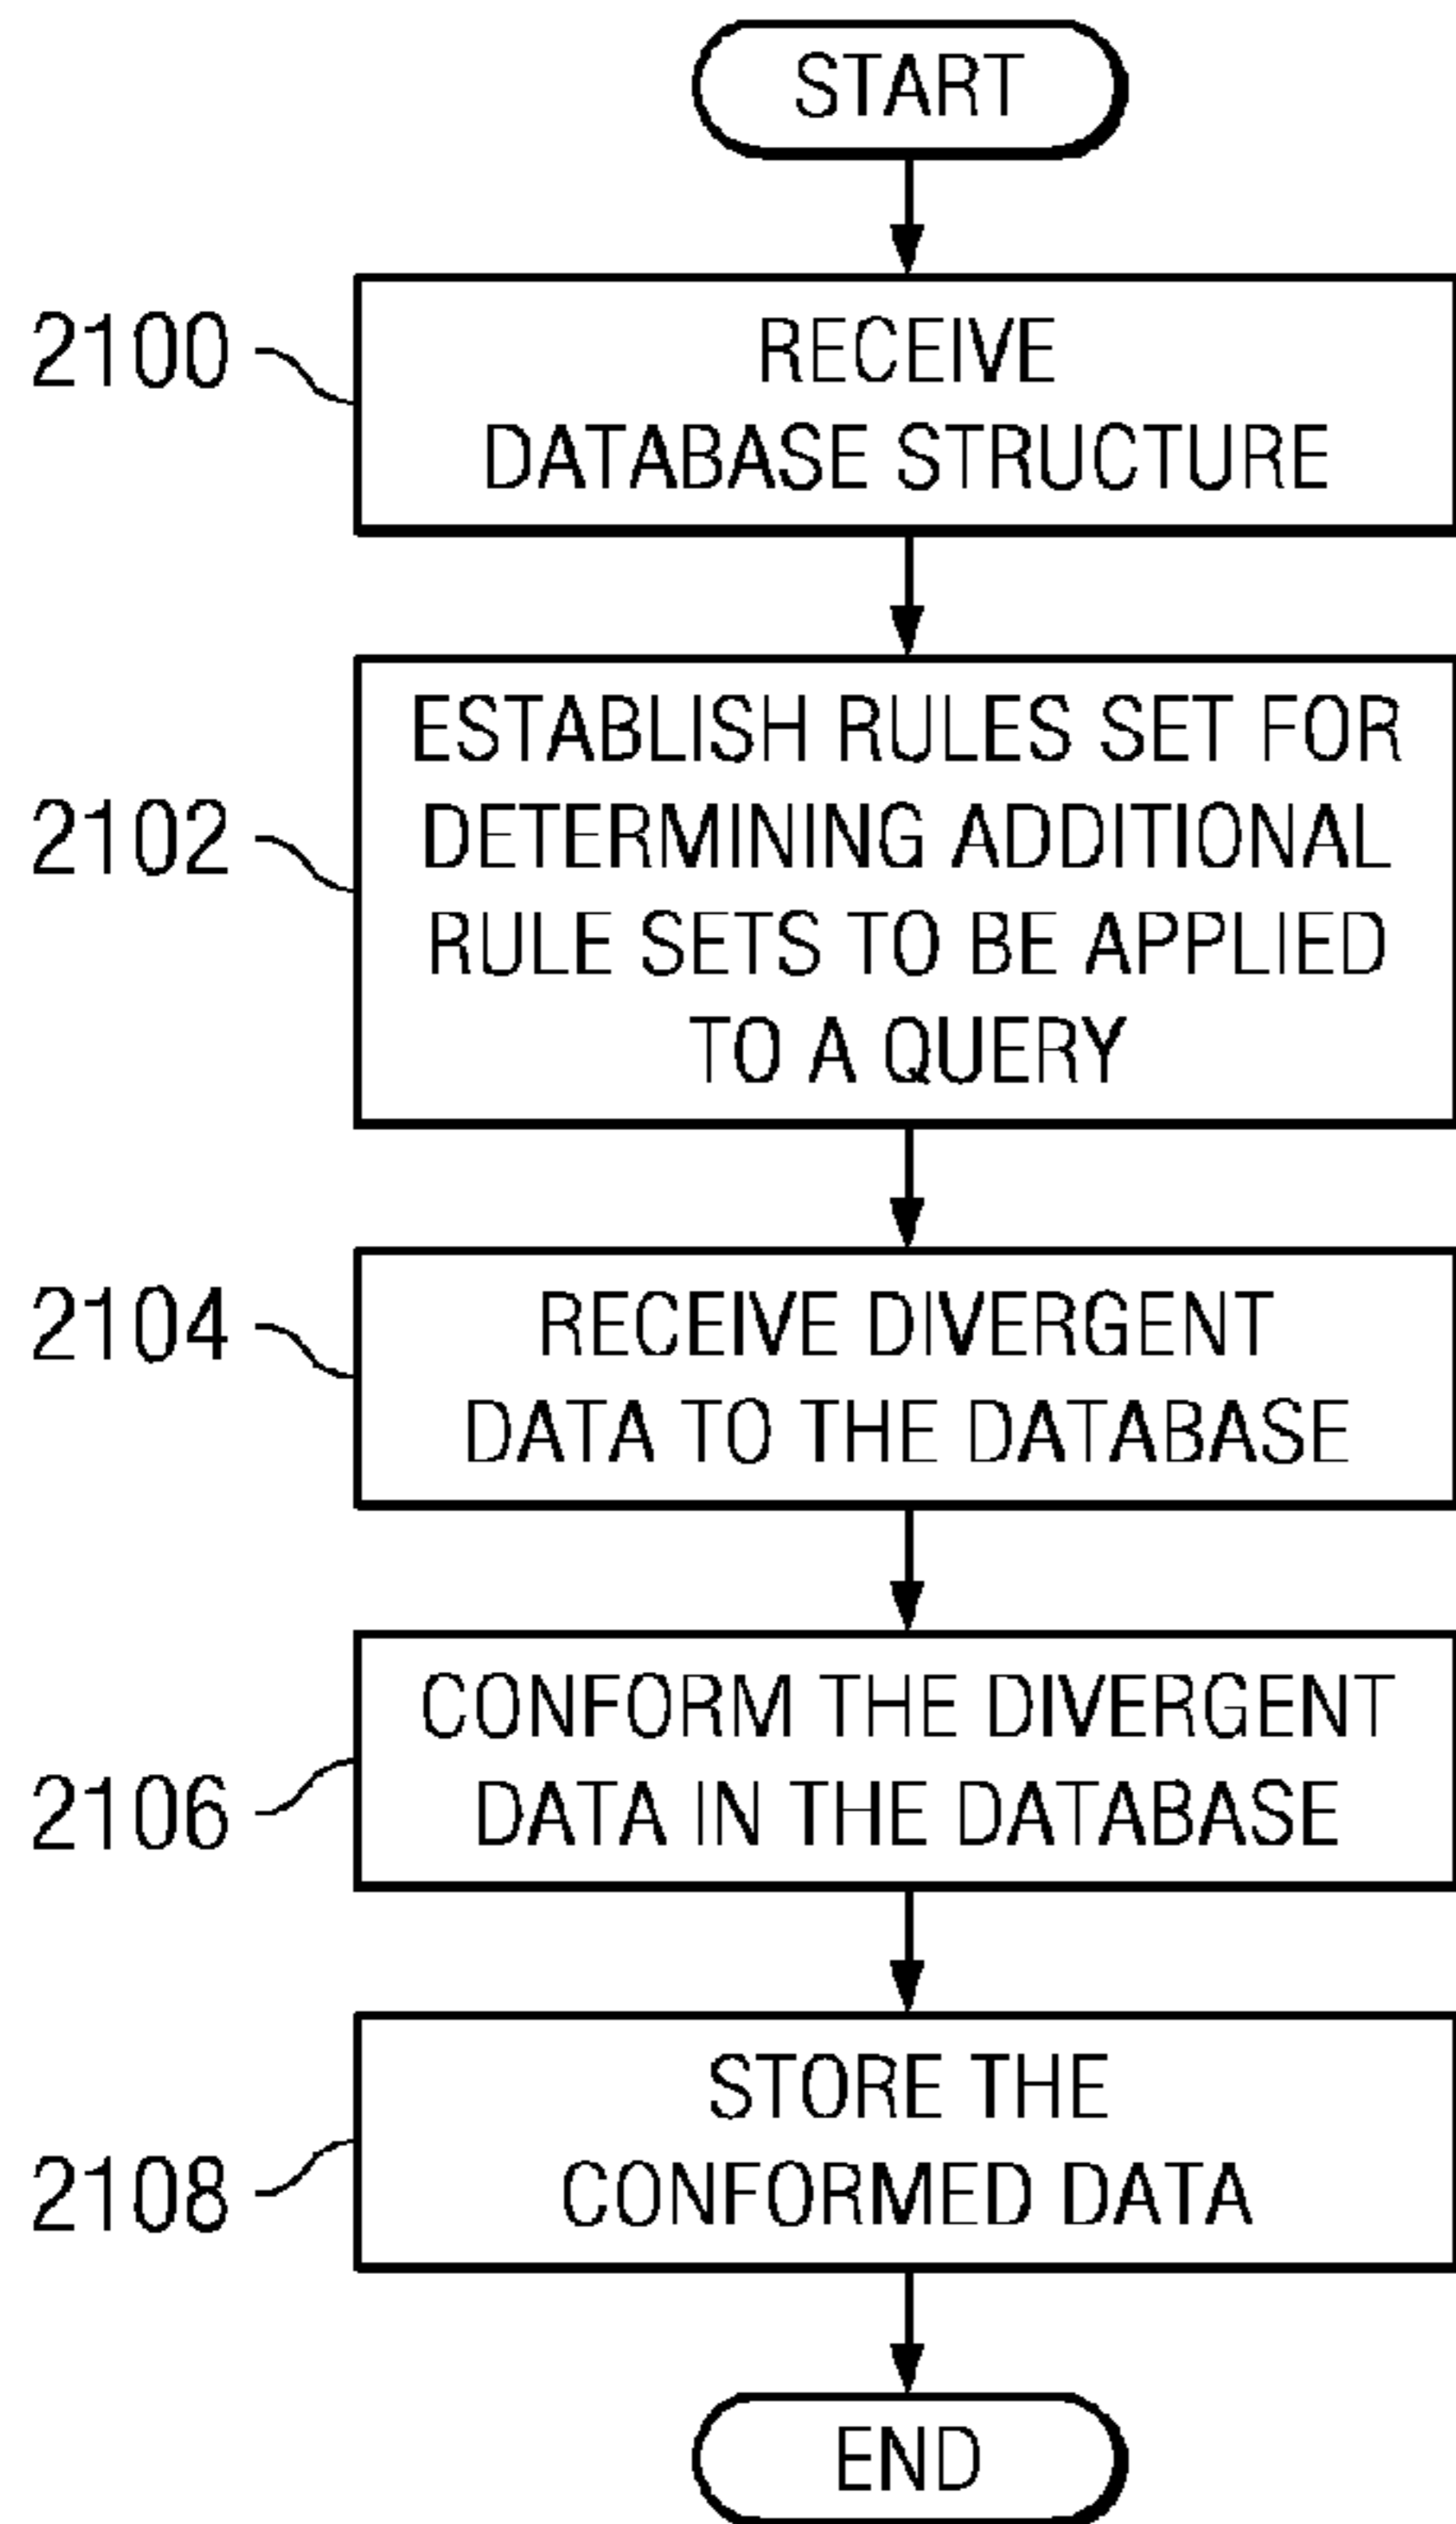 START
2100
RECEIVE
DATABASE STRUCTURE
2102
ESTABLISH RULES SET FOR
DETERMINING ADDITIONAL
RULE SETS TO BE APPLIED
TO A QUERY
2104
RECEIVE DIVERGENT
DATA TO THE DATABASE
2106
CONFORM THE DIVERGENT
DATA IN THE DATABASE
2108
STORE THE
CONFORMED DATA
END